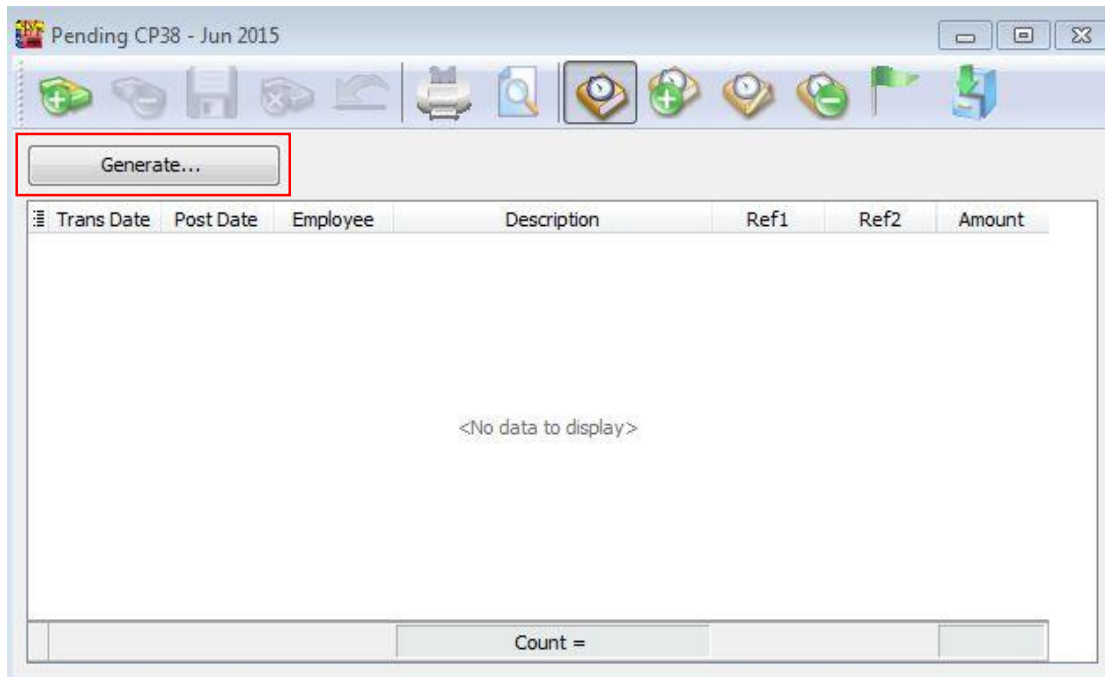 Pending CP38 - Jun 2015
Generate...
Trans Date Post Date Employee Description Ref1 Ref2 Amount
<No data to display>
Count =